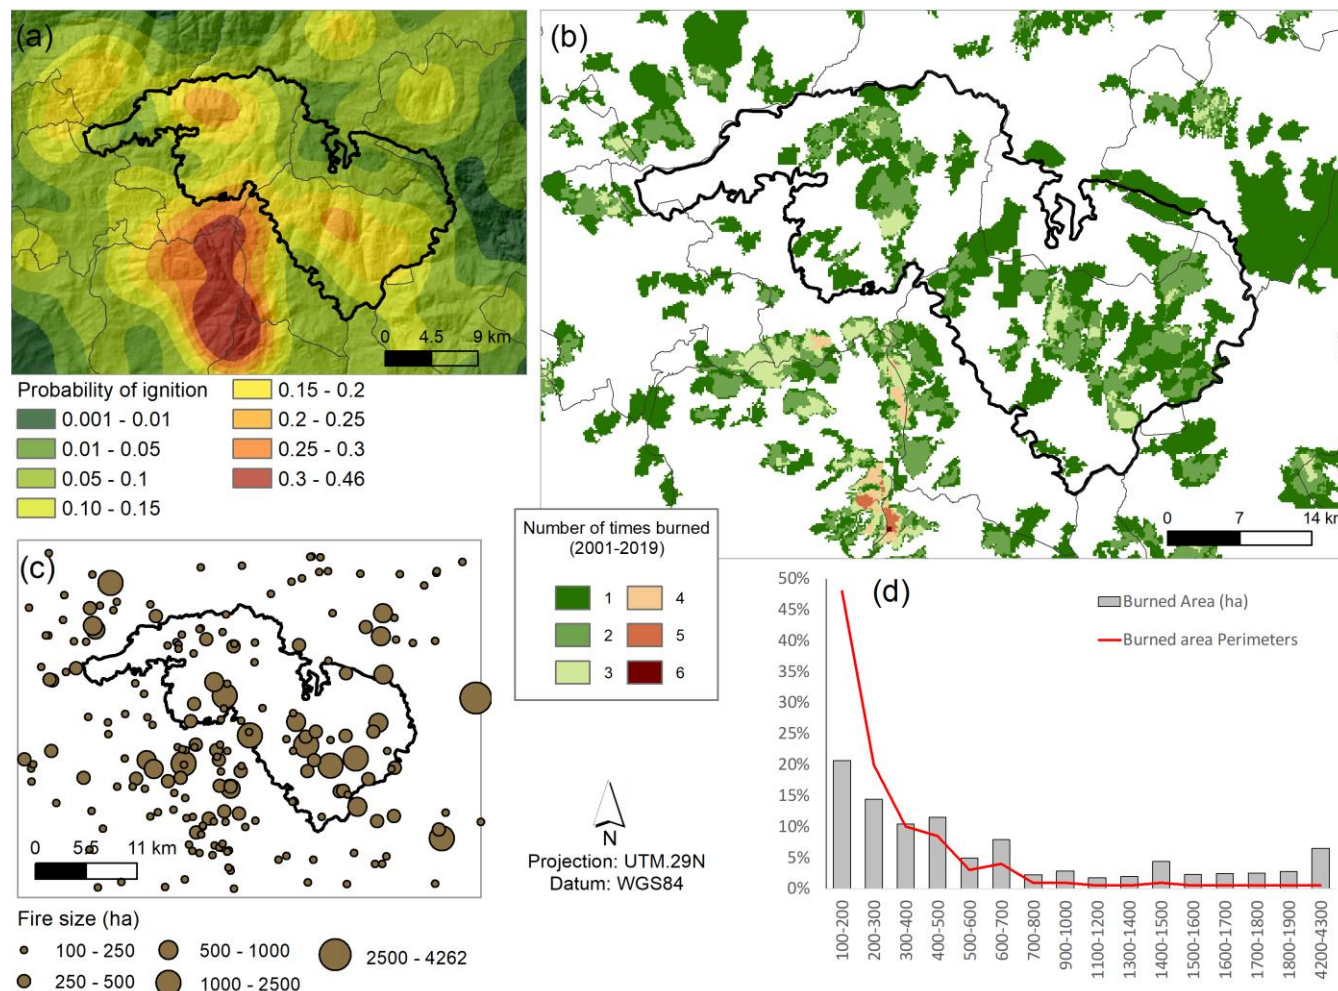 (a)
0 4.5 9 km
Probability of ignition
0.001 - 0.01
0.01 - 0.05
0.05 - 0.1
0.10 - 0.15
0.15 - 0.2
0.2 - 0.25
0.25 - 0.3
0.3 - 0.46
(b)
0 7 14 km
Number of times burned
(2001-2019)
1 4
2 5
3 6
(c)
0 5.5 11 km
Fire size (ha)
100 - 250
250 - 500
500 - 1000
1000 - 2500
2500 - 4262
N
Projection: UTM.29N
Datum: WGS84
(d)
Burned Area (ha)
Burned area Perimeters
50%
45%
40%
35%
30%
25%
20%
15%
10%
5%
0%
100-200
200-300
300-400
400-500
500-600
600-700
700-800
900-1000
1100-1200
1300-1400
1400-1500
1500-1600
1600-1700
1700-1800
1800-1900
4200-4300